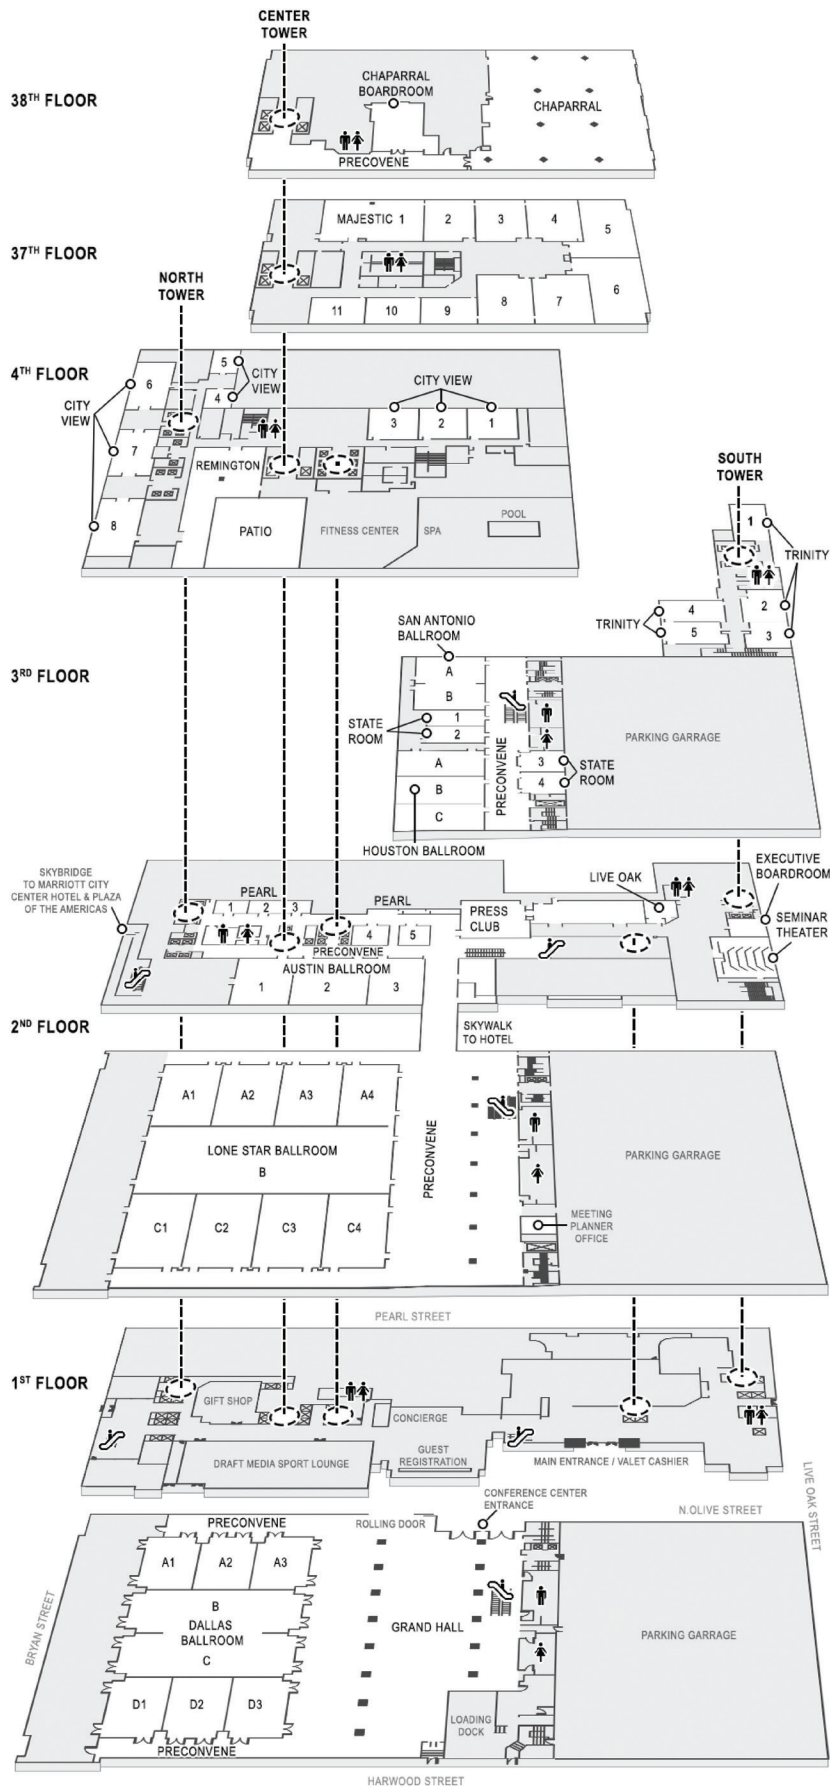 CENTER
TOWER
38TH FLOOR
CHAPARRAL
BOARDROOM
CHAPARRAL
PRECOVENE
37TH FLOOR
MAJESTIC 1
2
3
4
5
6
7
8
9
10
11
NORTH
TOWER
4TH FLOOR
5
CITY
VIEW
4
6
CITY
VIEW
7
8
CITY VIEW
3
2
1
REMINGTON
PATIO
FITNESS CENTER
SPA
POOL
SOUTH
TOWER
1
TRINITY
2
3
TRINITY
4
5
3RD FLOOR
SAN ANTONIO
BALLROOM
A
B
STATE
ROOM
1
2
A
B
C
HOUSTON BALLROOM
PRECONVENE
3
4
STATE
ROOM
PARKING GARRAGE
SKYBRIDGE
TO MARRIOTT CITY
CENTER HOTEL & PLAZA
OF THE AMERICAS
PEARL
1
2
3
PEARL
4
5
PRECONVENE
AUSTIN BALLROOM
1
2
3
PRESS
CLUB
LIVE OAK
EXECUTIVE
BOARDROOM
SEMINAR
THEATER
2ND FLOOR
SKYWALK
TO HOTEL
A1
A2
A3
A4
LONE STAR BALLROOM
B
C1
C2
C3
C4
PRECONVENE
MEETING
PLANNER
OFFICE
PARKING GARRAGE
PEARL STREET
1ST FLOOR
GIFT SHOP
CONCIERGE
GUEST
REGISTRATION
DRAFT MEDIA SPORT LOUNGE
MAIN ENTRANCE / VALET CASHIER
CONFERENCE CENTER
ENTRANCE
N.OLIVE STREET
LIVE OAK STREET
PRECONVENE
ROLLING DOOR
A1
A2
A3
B
DALLAS
BALLROOM
C
D1
D2
D3
PRECONVENE
GRAND HALL
LOADING
DOCK
PARKING GARRAGE
BRYAN STREET
HARWOOD STREET